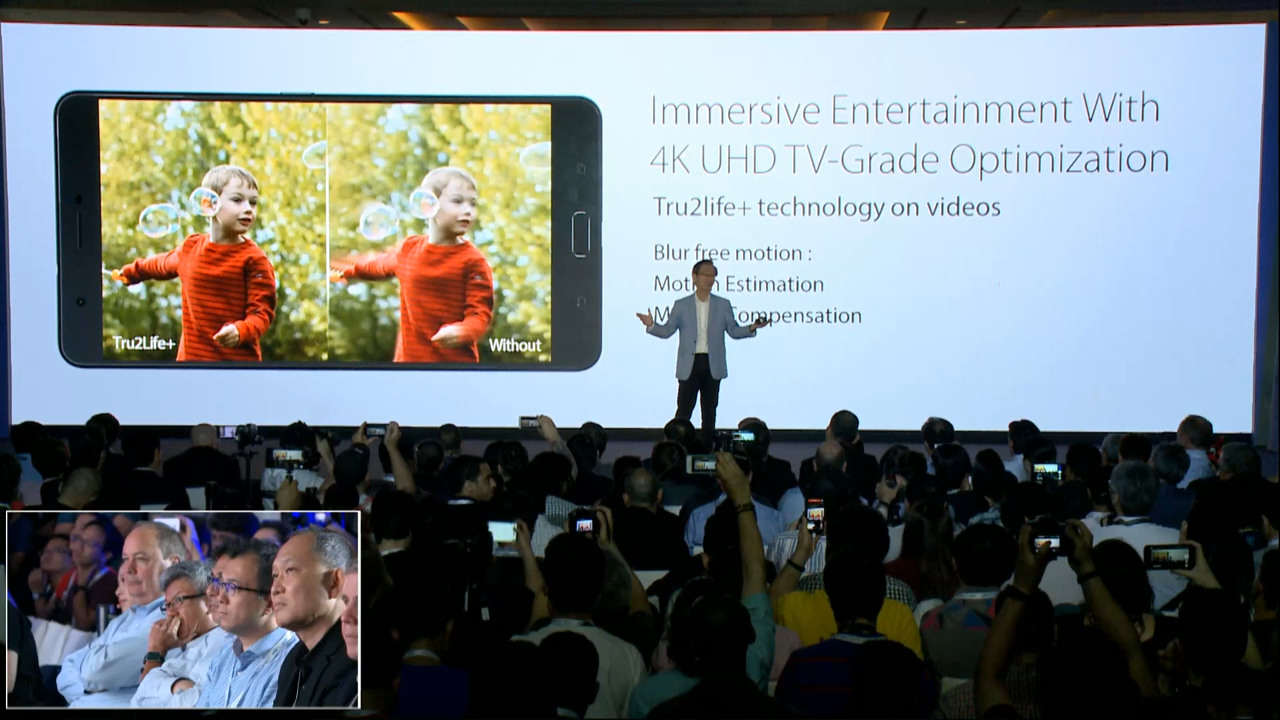 Immersive Entertainment With
4K UHD TV-Grade Optimization
Tru2life+ technology on videos
Blur free motion :
Motion Estimation
M Compensation
Tru2Life+
Without